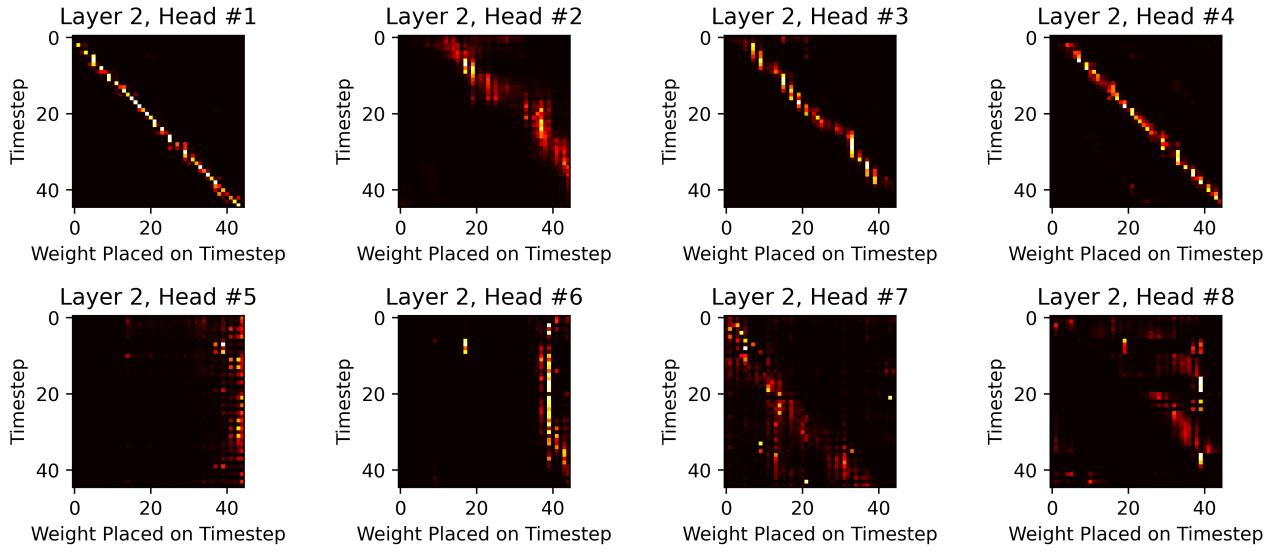 Layer 2, Head #1 Layer 2, Head #2 Layer 2, Head #3 Layer 2, Head #4
0 0 0 0
20 20 20 20
40 40 40 40
Timestep Timestep Timestep Timestep
0 20 40 0 20 40 0 20 40 0 20 40
Weight Placed on Timestep Weight Placed on Timestep Weight Placed on Timestep Weight Placed on Timestep
Layer 2, Head #5 Layer 2, Head #6 Layer 2, Head #7 Layer 2, Head #8
0 0 0 0
20 20 20 20
40 40 40 40
Timestep Timestep Timestep Timestep
0 20 40 0 20 40 0 20 40 0 20 40
Weight Placed on Timestep Weight Placed on Timestep Weight Placed on Timestep Weight Placed on Timestep